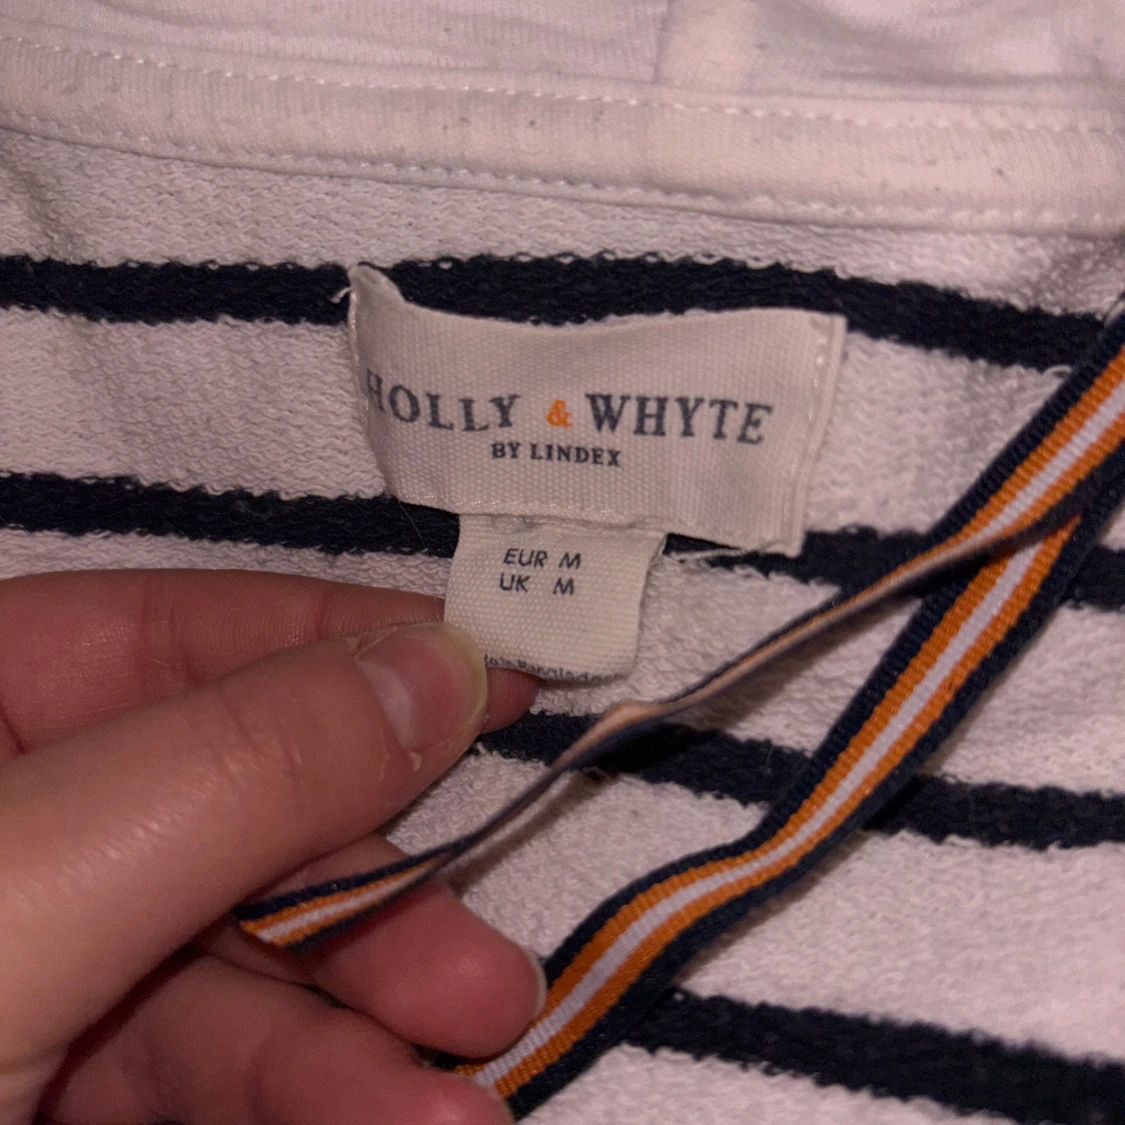 HOLLY & WHYTE
BY LINDEX
EUR M
UK M